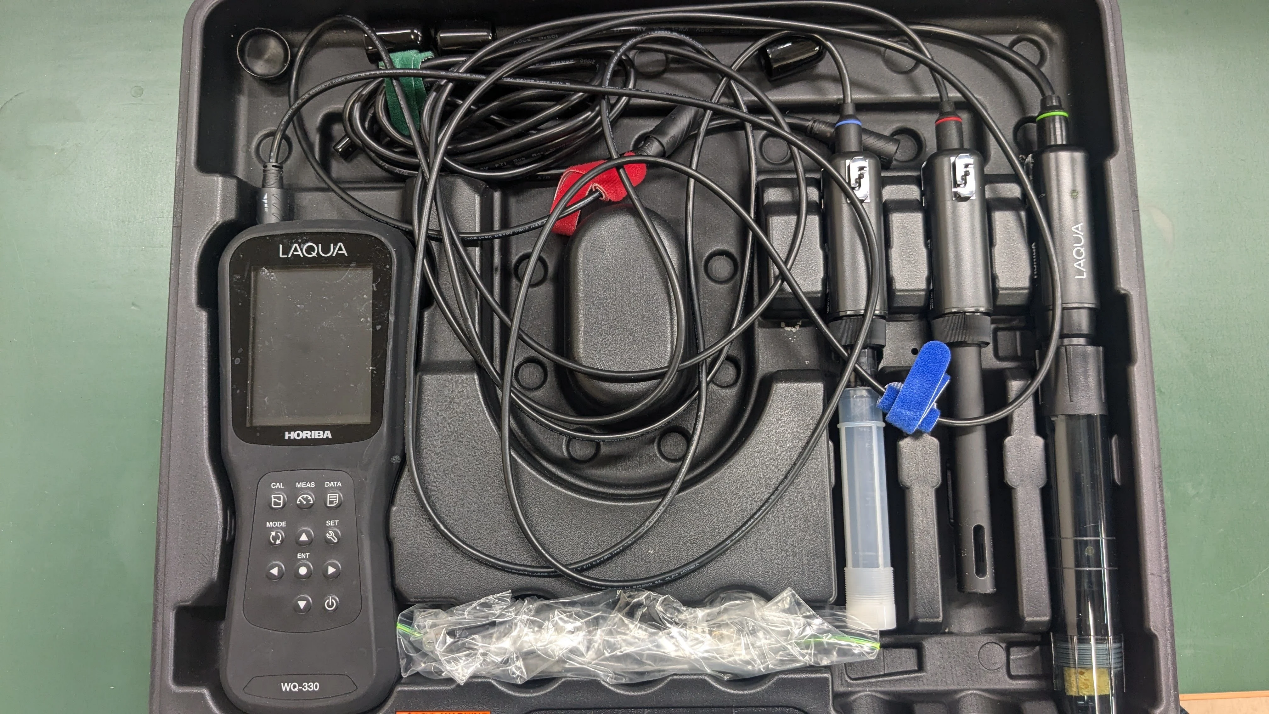 LAQUA
HORIBA
CAL MEAS DATA
MODE SET
ENT
WQ-330
LAQUA